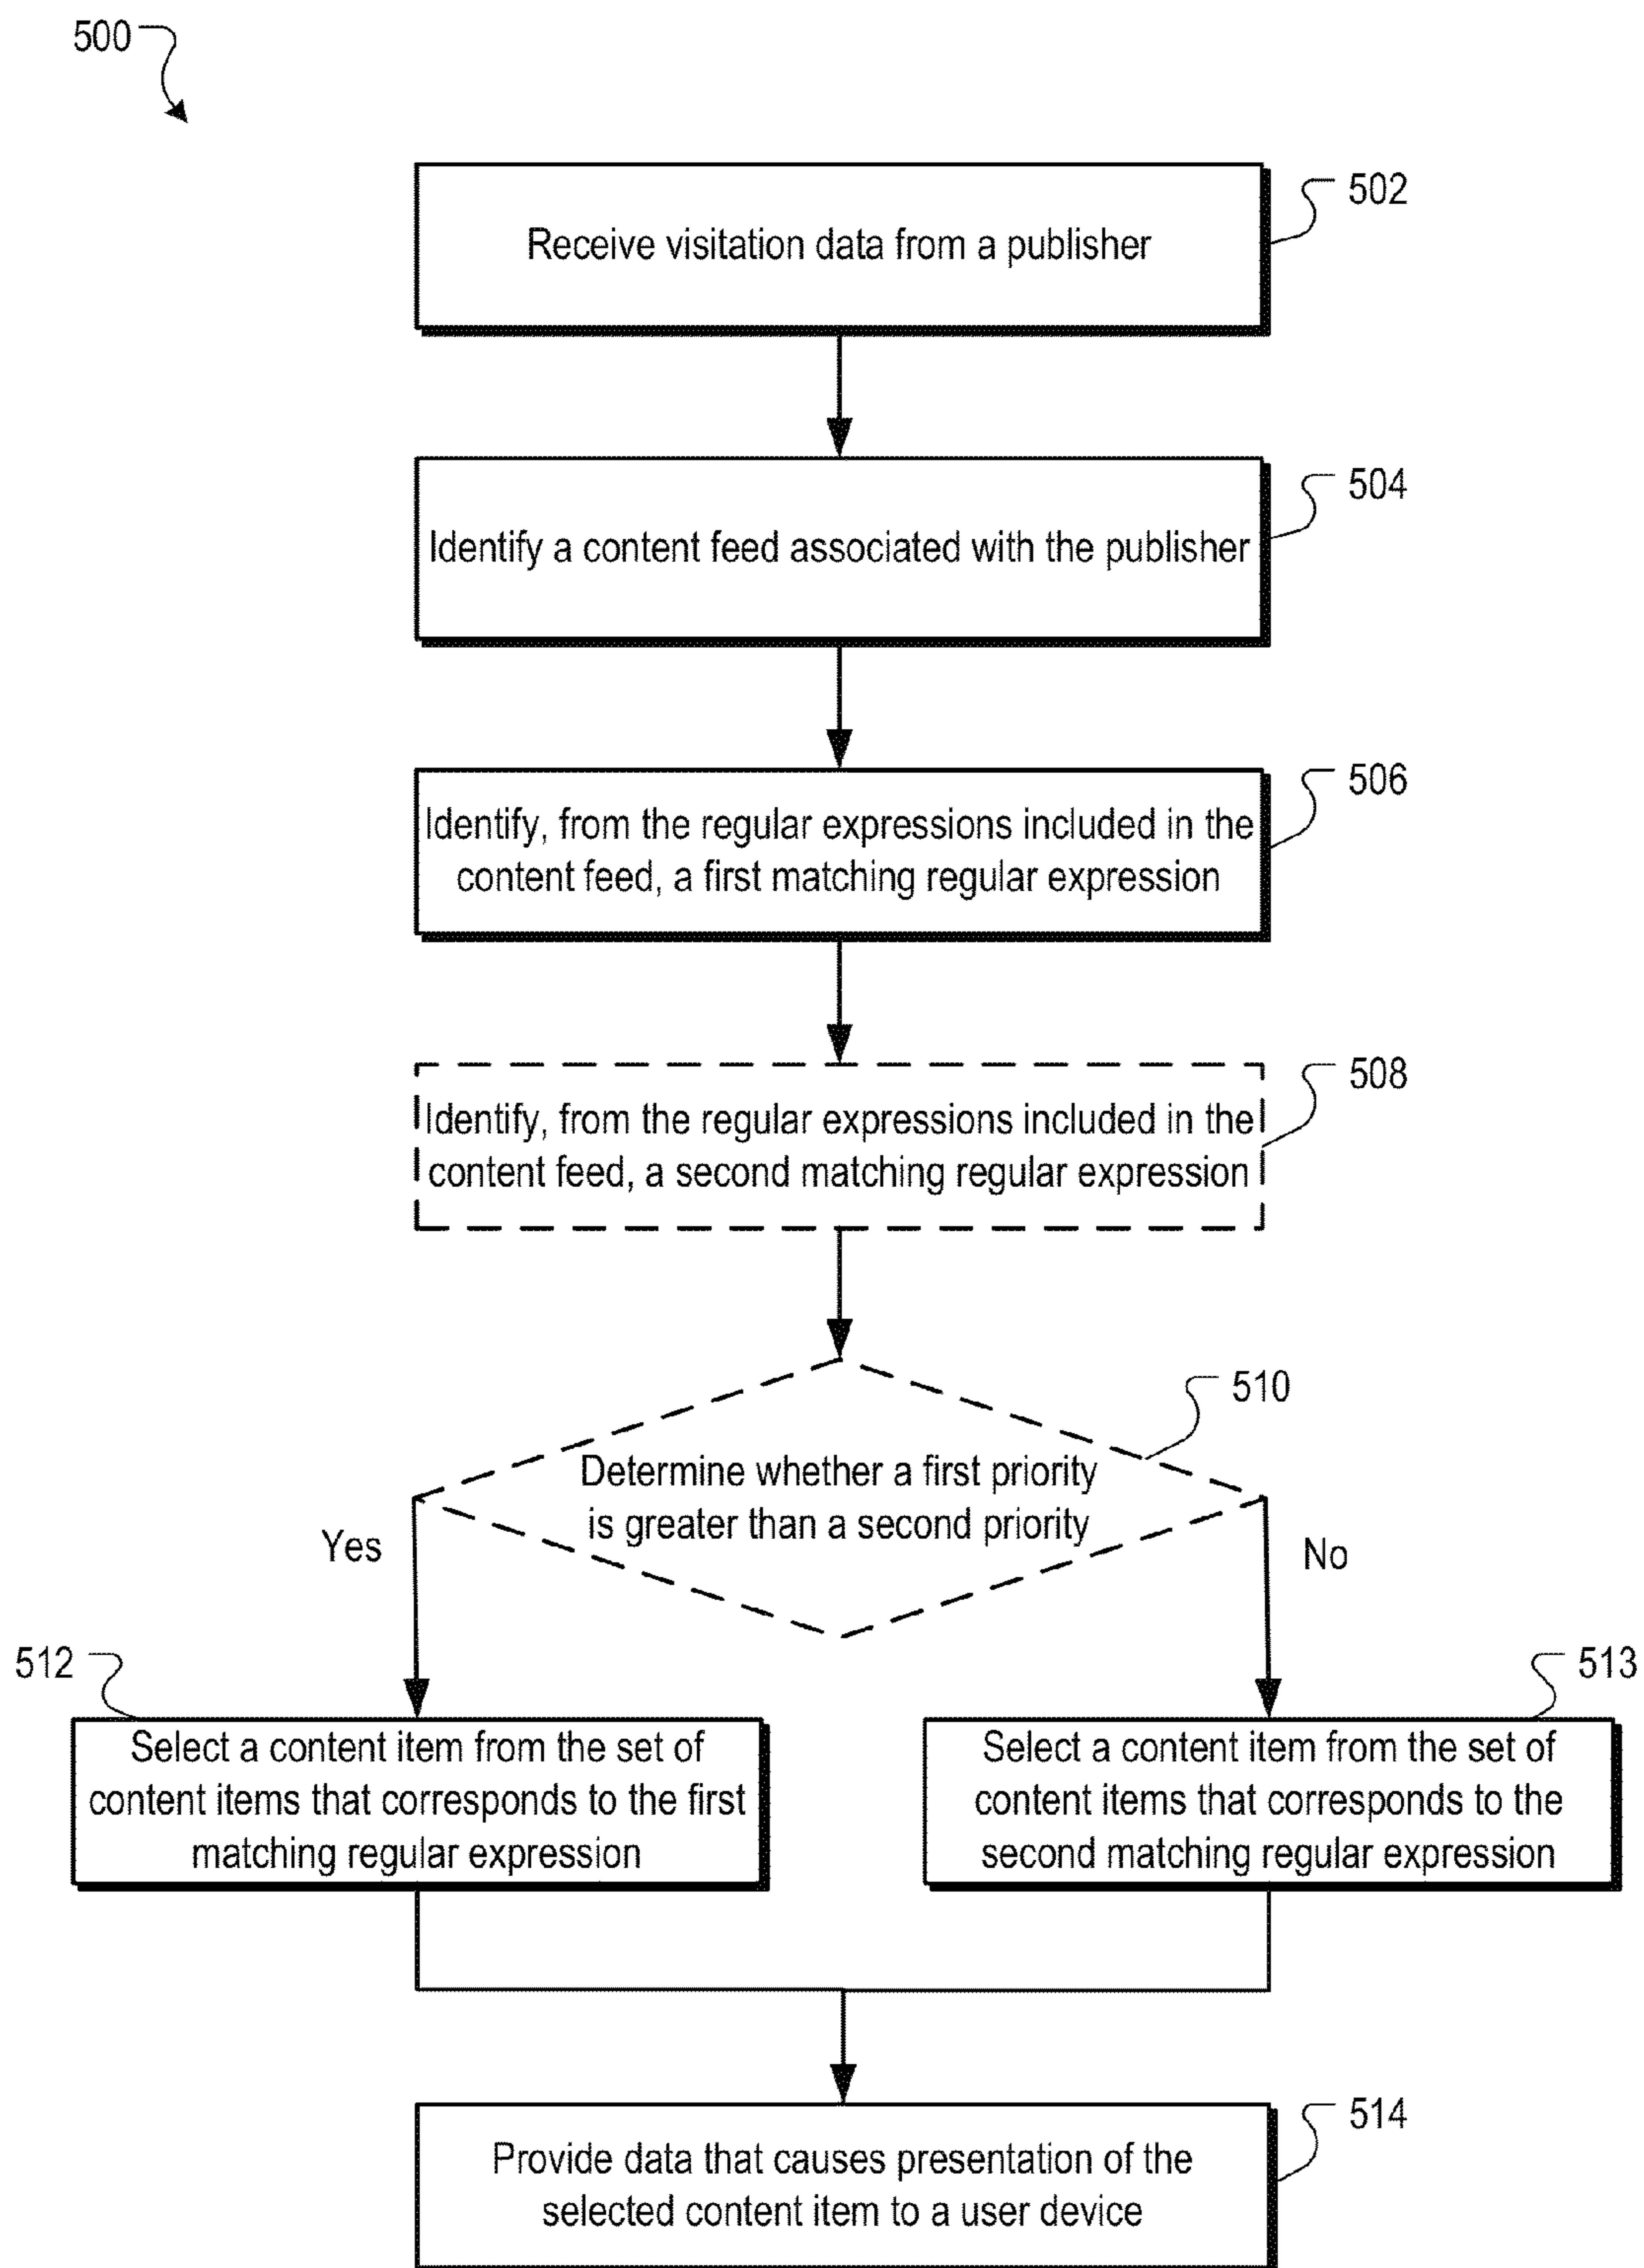 500
Receive visitation data from a publisher
502
Identify a content feed associated with the publisher
504
Identify, from the regular expressions included in the
content feed, a first matching regular expression
506
Identify, from the regular expressions included in the
content feed, a second matching regular expression
508
Determine whether a first priority
is greater than a second priority
510
Yes
No
512
Select a content item from the set of
content items that corresponds to the first
matching regular expression
513
Select a content item from the set of
content items that corresponds to the
second matching regular expression
514
Provide data that causes presentation of the
selected content item to a user device